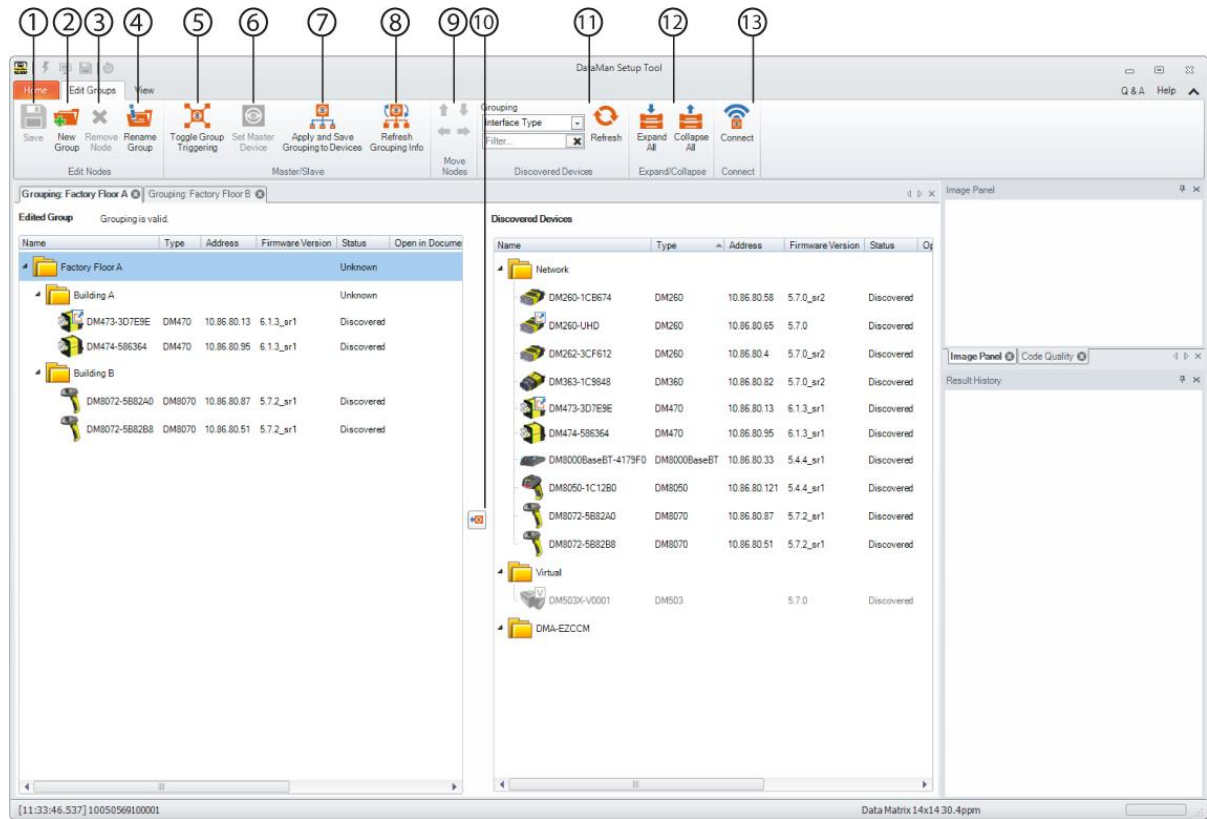 1 2 3 4 5 6 7 8 9 10 11 12 13
DataMan Setup Tool
Home Edit Groups View Q & A Help
Grouping
Interface Type
Filter...
Save New Group Remove Node Rename Group Toggle Group Triggering Set Master Device Apply and Save Grouping to Devices Refresh Grouping Info Move Nodes Refresh Expand All Collapse All Connect
Edit Nodes Master/Slave Discovered Devices Expand/Collapse Connect
Grouping: Factory Floor A Grouping: Factory Floor B
Edited Group Grouping is valid.
Name Type Address Firmware Version Status Open in Docume
Factory Floor A Unknown
Building A Unknown
DM473-3D7E9E DM470 10.86.80.13 6.1.3_sr1 Discovered
DM474-586364 DM470 10.86.80.95 6.1.3_sr1 Discovered
Building B
DM8072-5B82A0 DM8070 10.86.80.87 5.7.2_sr1 Discovered
DM8072-5B82B8 DM8070 10.86.80.51 5.7.2_sr1 Discovered
Discovered Devices
Name Type Address Firmware Version Status Op
Network
DM260-1CB674 DM260 10.86.80.58 5.7.0_sr2 Discovered
DM260-UHD DM260 10.86.80.65 5.7.0 Discovered
DM262-3CF612 DM260 10.86.80.4 5.7.0_sr2 Discovered
DM363-1C9848 DM360 10.86.80.82 5.7.0_sr2 Discovered
DM473-3D7E9E DM470 10.86.80.13 6.1.3_sr1 Discovered
DM474-586364 DM470 10.86.80.95 6.1.3_sr1 Discovered
DM8000BaseBT-4179F0 DM8000BaseBT 10.86.80.33 5.4.4_sr1 Discovered
DM8050-1C12B0 DM8050 10.86.80.121 5.4.4_sr1 Discovered
DM8072-5B82A0 DM8070 10.86.80.87 5.7.2_sr1 Discovered
DM8072-5B82B8 DM8070 10.86.80.51 5.7.2_sr1 Discovered
Virtual
V
DM503X-V0001 DM503 5.7.0 Discovered
DMA-EZCCM
Image Panel
Image Panel Code Quality
Result History
[11:33:46.537] 10050569100001 Data Matrix 14x14 30.4ppm